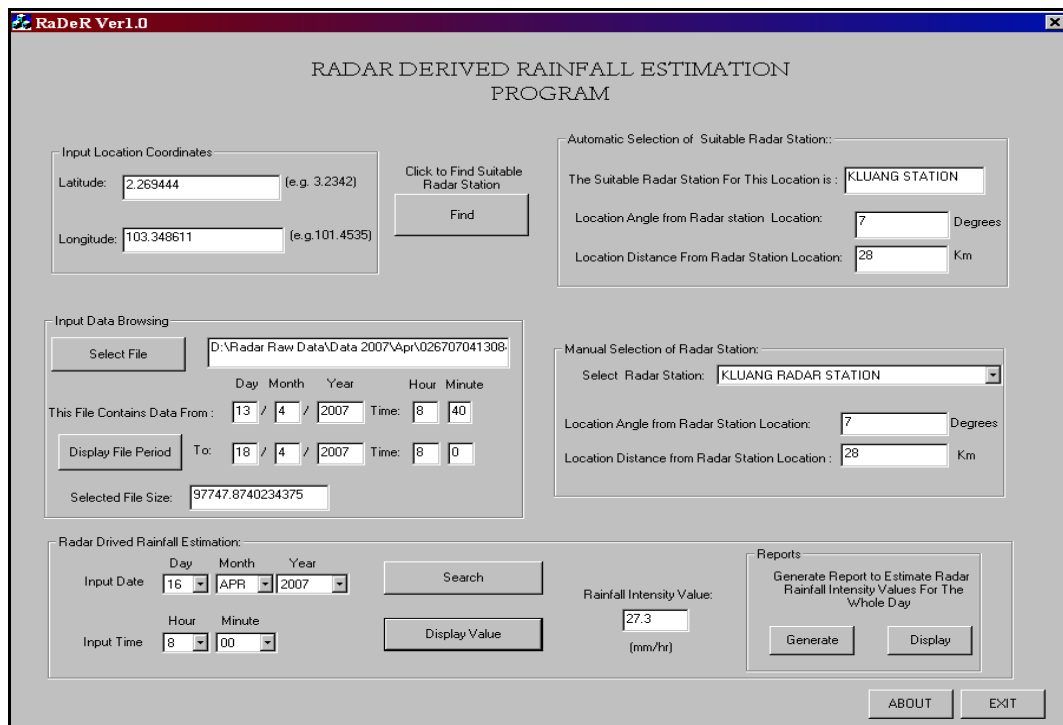 RaDeR Ver1.0
RADAR DERIVED RAINFALL ESTIMATION
PROGRAM
Input Location Coordinates
Latitude: 2.269444 (e.g. 3.2342)
Longitude: 103.348611 (e.g.101.4535)
Click to Find Suitable
Radar Station
Find
Automatic Selection of Suitable Radar Station::
The Suitable Radar Station For This Location is : KLUANG STATION
Location Angle from Radar station Location: 7 Degrees
Location Distance From Radar Station Location: 28 Km
Input Data Browsing
Select File D:\Radar Raw Data\Data 2007\Apr\0267070413084
Day Month Year Hour Minute
This File Contains Data From : 13 / 4 / 2007 Time: 8 40
Display File Period To: 18 / 4 / 2007 Time: 8 0
Selected File Size: 97747.8740234375
Manual Selection of Radar Station:
Select Radar Station: KLUANG RADAR STATION
Location Angle from Radar Station Location: 7 Degrees
Location Distance from Radar Station Location : 28 Km
Radar Drived Rainfall Estimation:
Day Month Year
Input Date 16 APR 2007
Hour Minute
Input Time 8 00
Search
Display Value
Rainfall Intensity Value:
27.3
(mm/hr)
Reports
Generate Report to Estimate Radar
Rainfall Intensity Values For The
Whole Day
Generate Display
ABOUT EXIT